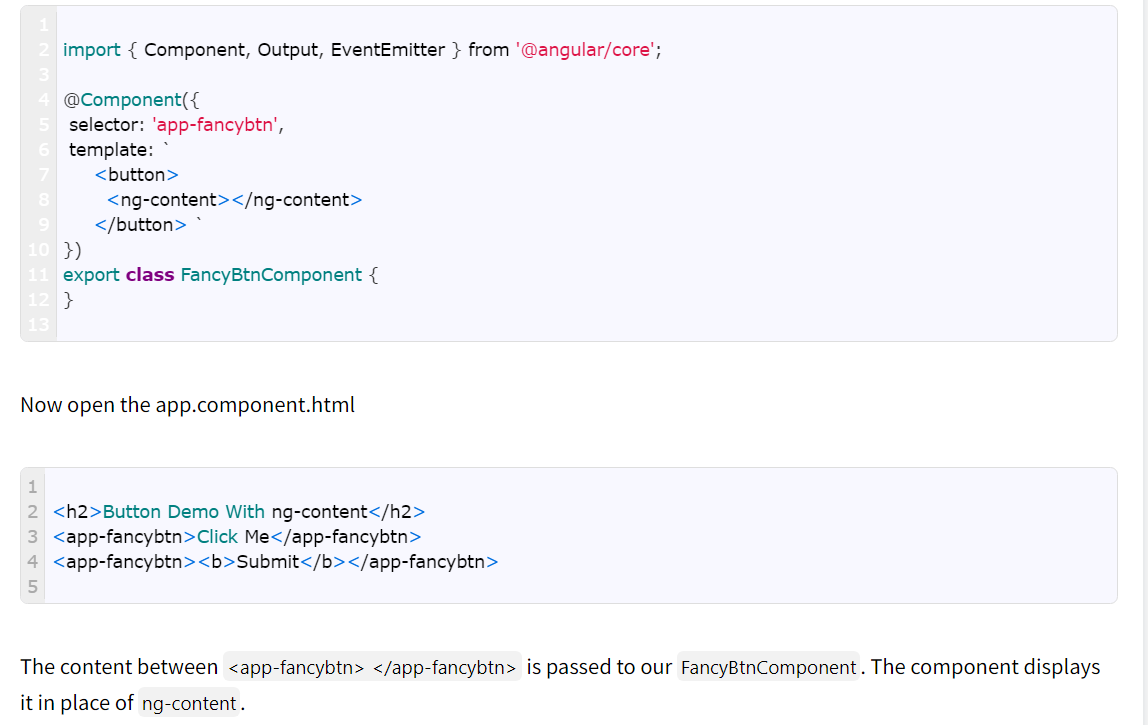 1
2 import { Component, Output, EventEmitter } from '@angular/core';
3
4 @Component({
5 selector: 'app-fancybtn',
6 template: `
7 <button>
8 <ng-content></ng-content>
9 </button> `
10 })
11 export class FancyBtnComponent {
12 }
13
Now open the app.component.html
1
2 <h2>Button Demo With ng-content</h2>
3 <app-fancybtn>Click Me</app-fancybtn>
4 <app-fancybtn><b>Submit</b></app-fancybtn>
5
The content between <app-fancybtn> </app-fancybtn> is passed to our FancyBtnComponent. The component displays
it in place of ng-content.